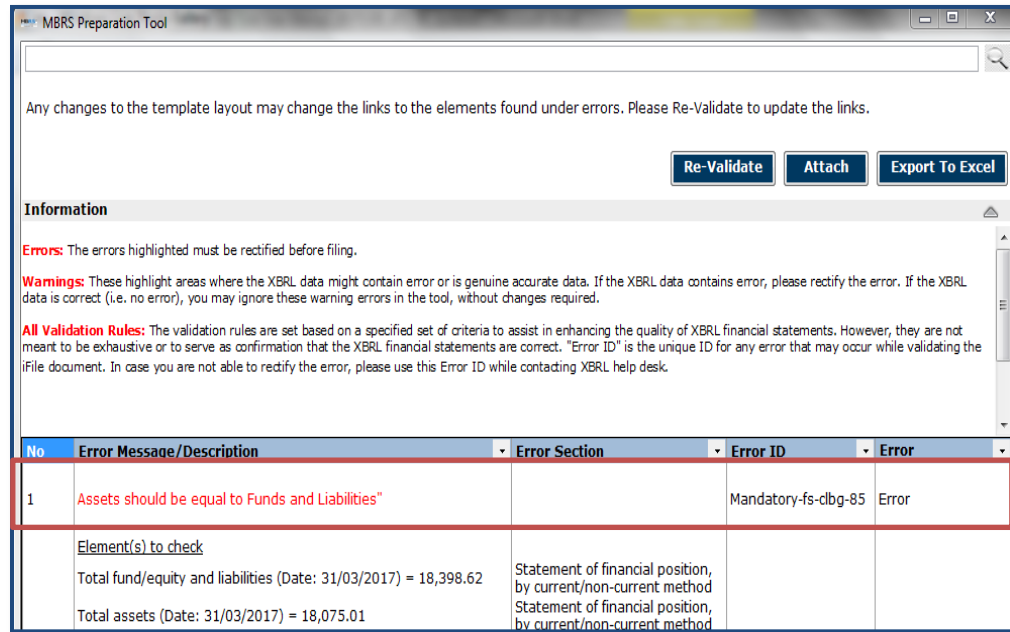 MBRS Preparation Tool
Any changes to the template layout may change the links to the elements found under errors. Please Re-Validate to update the links.
Re-Validate Attach Export To Excel
Information
Errors: The errors highlighted must be rectified before filing.
Warnings: These highlight areas where the XBRL data might contain error or is genuine accurate data. If the XBRL data contains error, please rectify the error. If the XBRL
data is correct (i.e. no error), you may ignore these warning errors in the tool, without changes required.
All Validation Rules: The validation rules are set based on a specified set of criteria to assist in enhancing the quality of XBRL financial statements. However, they are not
meant to be exhaustive or to serve as confirmation that the XBRL financial statements are correct. "Error ID" is the unique ID for any error that may occur while validating the
iFile document. In case you are not able to rectify the error, please use this Error ID while contacting XBRL help desk.
No Error Message/Description Error Section Error ID Error
1 Assets should be equal to Funds and Liabilities" Mandatory-fs-clbg-85 Error
Element(s) to check
Total fund/equity and liabilities (Date: 31/03/2017) = 18,398.62 Statement of financial position,
by current/non-current method
Total assets (Date: 31/03/2017) = 18,075.01 Statement of financial position,
by current/non-current method